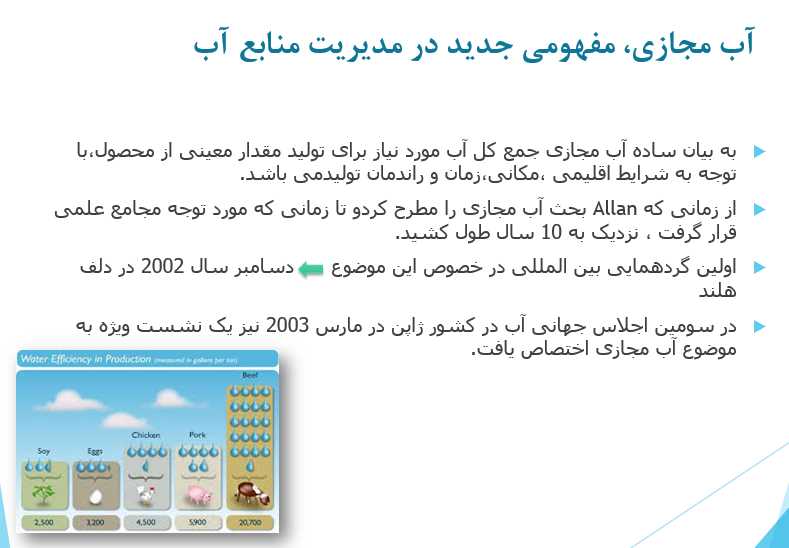 آب مجازی، مفهومی جدید در مدیریت منابع آب
به بیان ساده آب مجازی جمع کل آب مورد نیاز برای تولید مقدار معینی از محصول،با
توجه به شرایط اقلیمی ،مکانی،زمان و راندمان تولیدمی باشد.
از زمانی که Allan بحث آب مجازی را مطرح کردو تا زمانی که مورد توجه مجامع علمی
قرار گرفت ، نزدیک به 10 سال طول کشید.
اولین گردهمایی بین المللی در خصوص این موضوع دسامبر سال 2002 در دلف
هلند
در سومین اجلاس جهانی آب در کشور ژاپن در مارس 2003 نیز یک نشست ویژه به
موضوع آب مجازی اختصاص یافت.
Water Efficiency in Production (measured in gallons per ton)
Beef
Chicken Pork
Soy Eggs
2,500 3,200 4,500 5,900 20,700